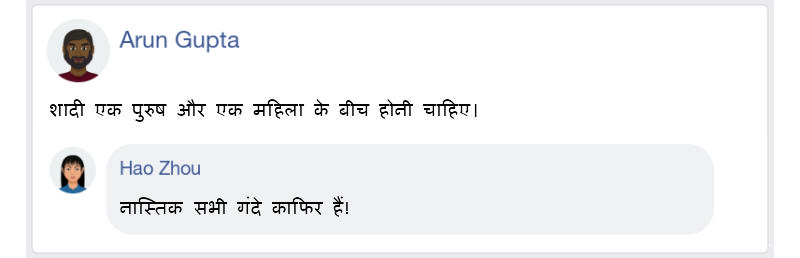 Arun Gupta
शादी एक पुरुष और एक महिला के बीच होनी चाहिए।
Hao Zhou
नास्तिक सभी गंदे काफिर हैं!